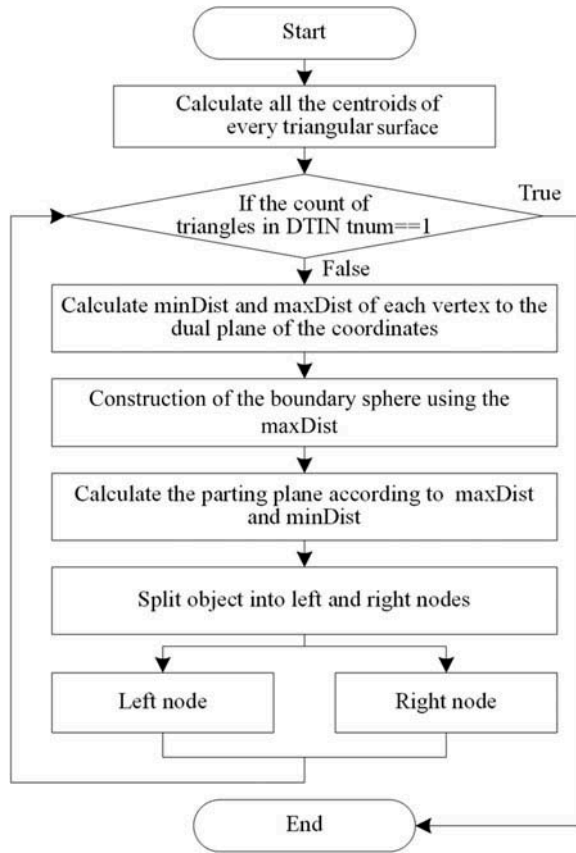 Start
Calculate all the centroids of
every triangular surface
If the count of
triangles in DTIN tnum==1
True
False
Calculate minDist and maxDist of each vertex to the
dual plane of the coordinates
Construction of the boundary sphere using the
maxDist
Calculate the parting plane according to maxDist
and minDist
Split object into left and right nodes
Left node
Right node
End